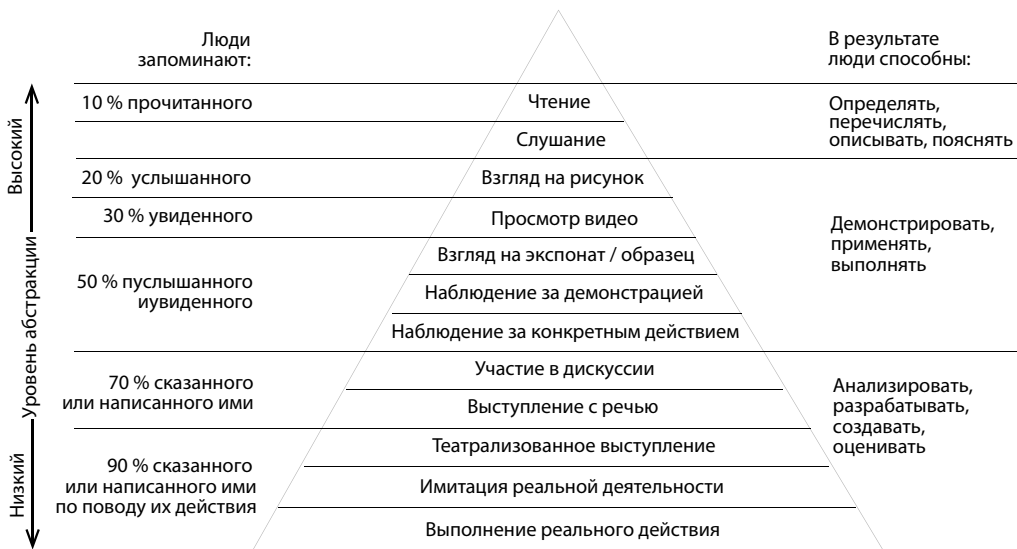 Люди
запоминают:
В результате
люди способны:
Высокий
Уровень абстракции
Низкий
10 % прочитанного
20 % услышанного
30 % увиденного
50 % пуслышанного
иувиденного
70 % сказанного
или написанного ими
90 % сказанного
или написанного ими
по поводу их действия
Чтение
Слушание
Взгляд на рисунок
Просмотр видео
Взгляд на экспонат / образец
Наблюдение за демонстрацией
Наблюдение за конкретным действием
Участие в дискуссии
Выступление с речью
Театрализованное выступление
Имитация реальной деятельности
Выполнение реального действия
Определять,
перечислять,
описывать, пояснять
Демонстрировать,
применять,
выполнять
Анализировать,
разрабатывать,
создавать,
оценивать